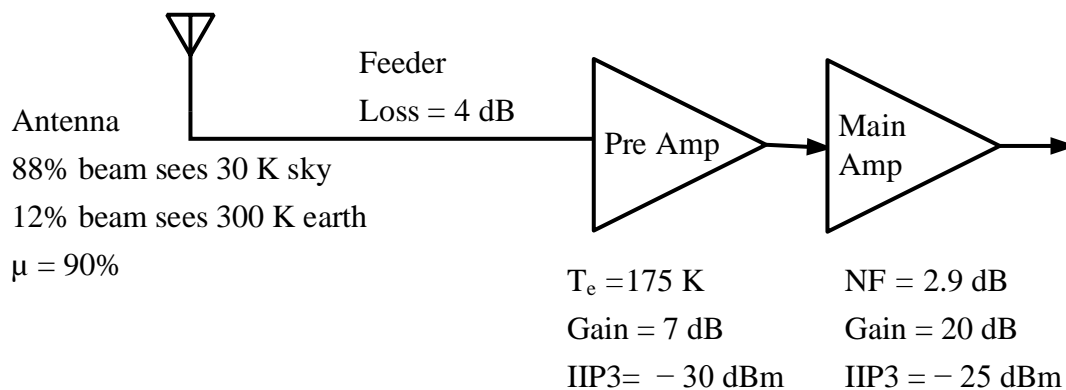 Feeder
Loss = 4 dB
Antenna
88% beam sees 30 K sky
12% beam sees 300 K earth
μ = 90%
Pre Amp
Main
Amp
Te =175 K
Gain = 7 dB
IIP3= − 30 dBm
NF = 2.9 dB
Gain = 20 dB
IIP3 = − 25 dBm